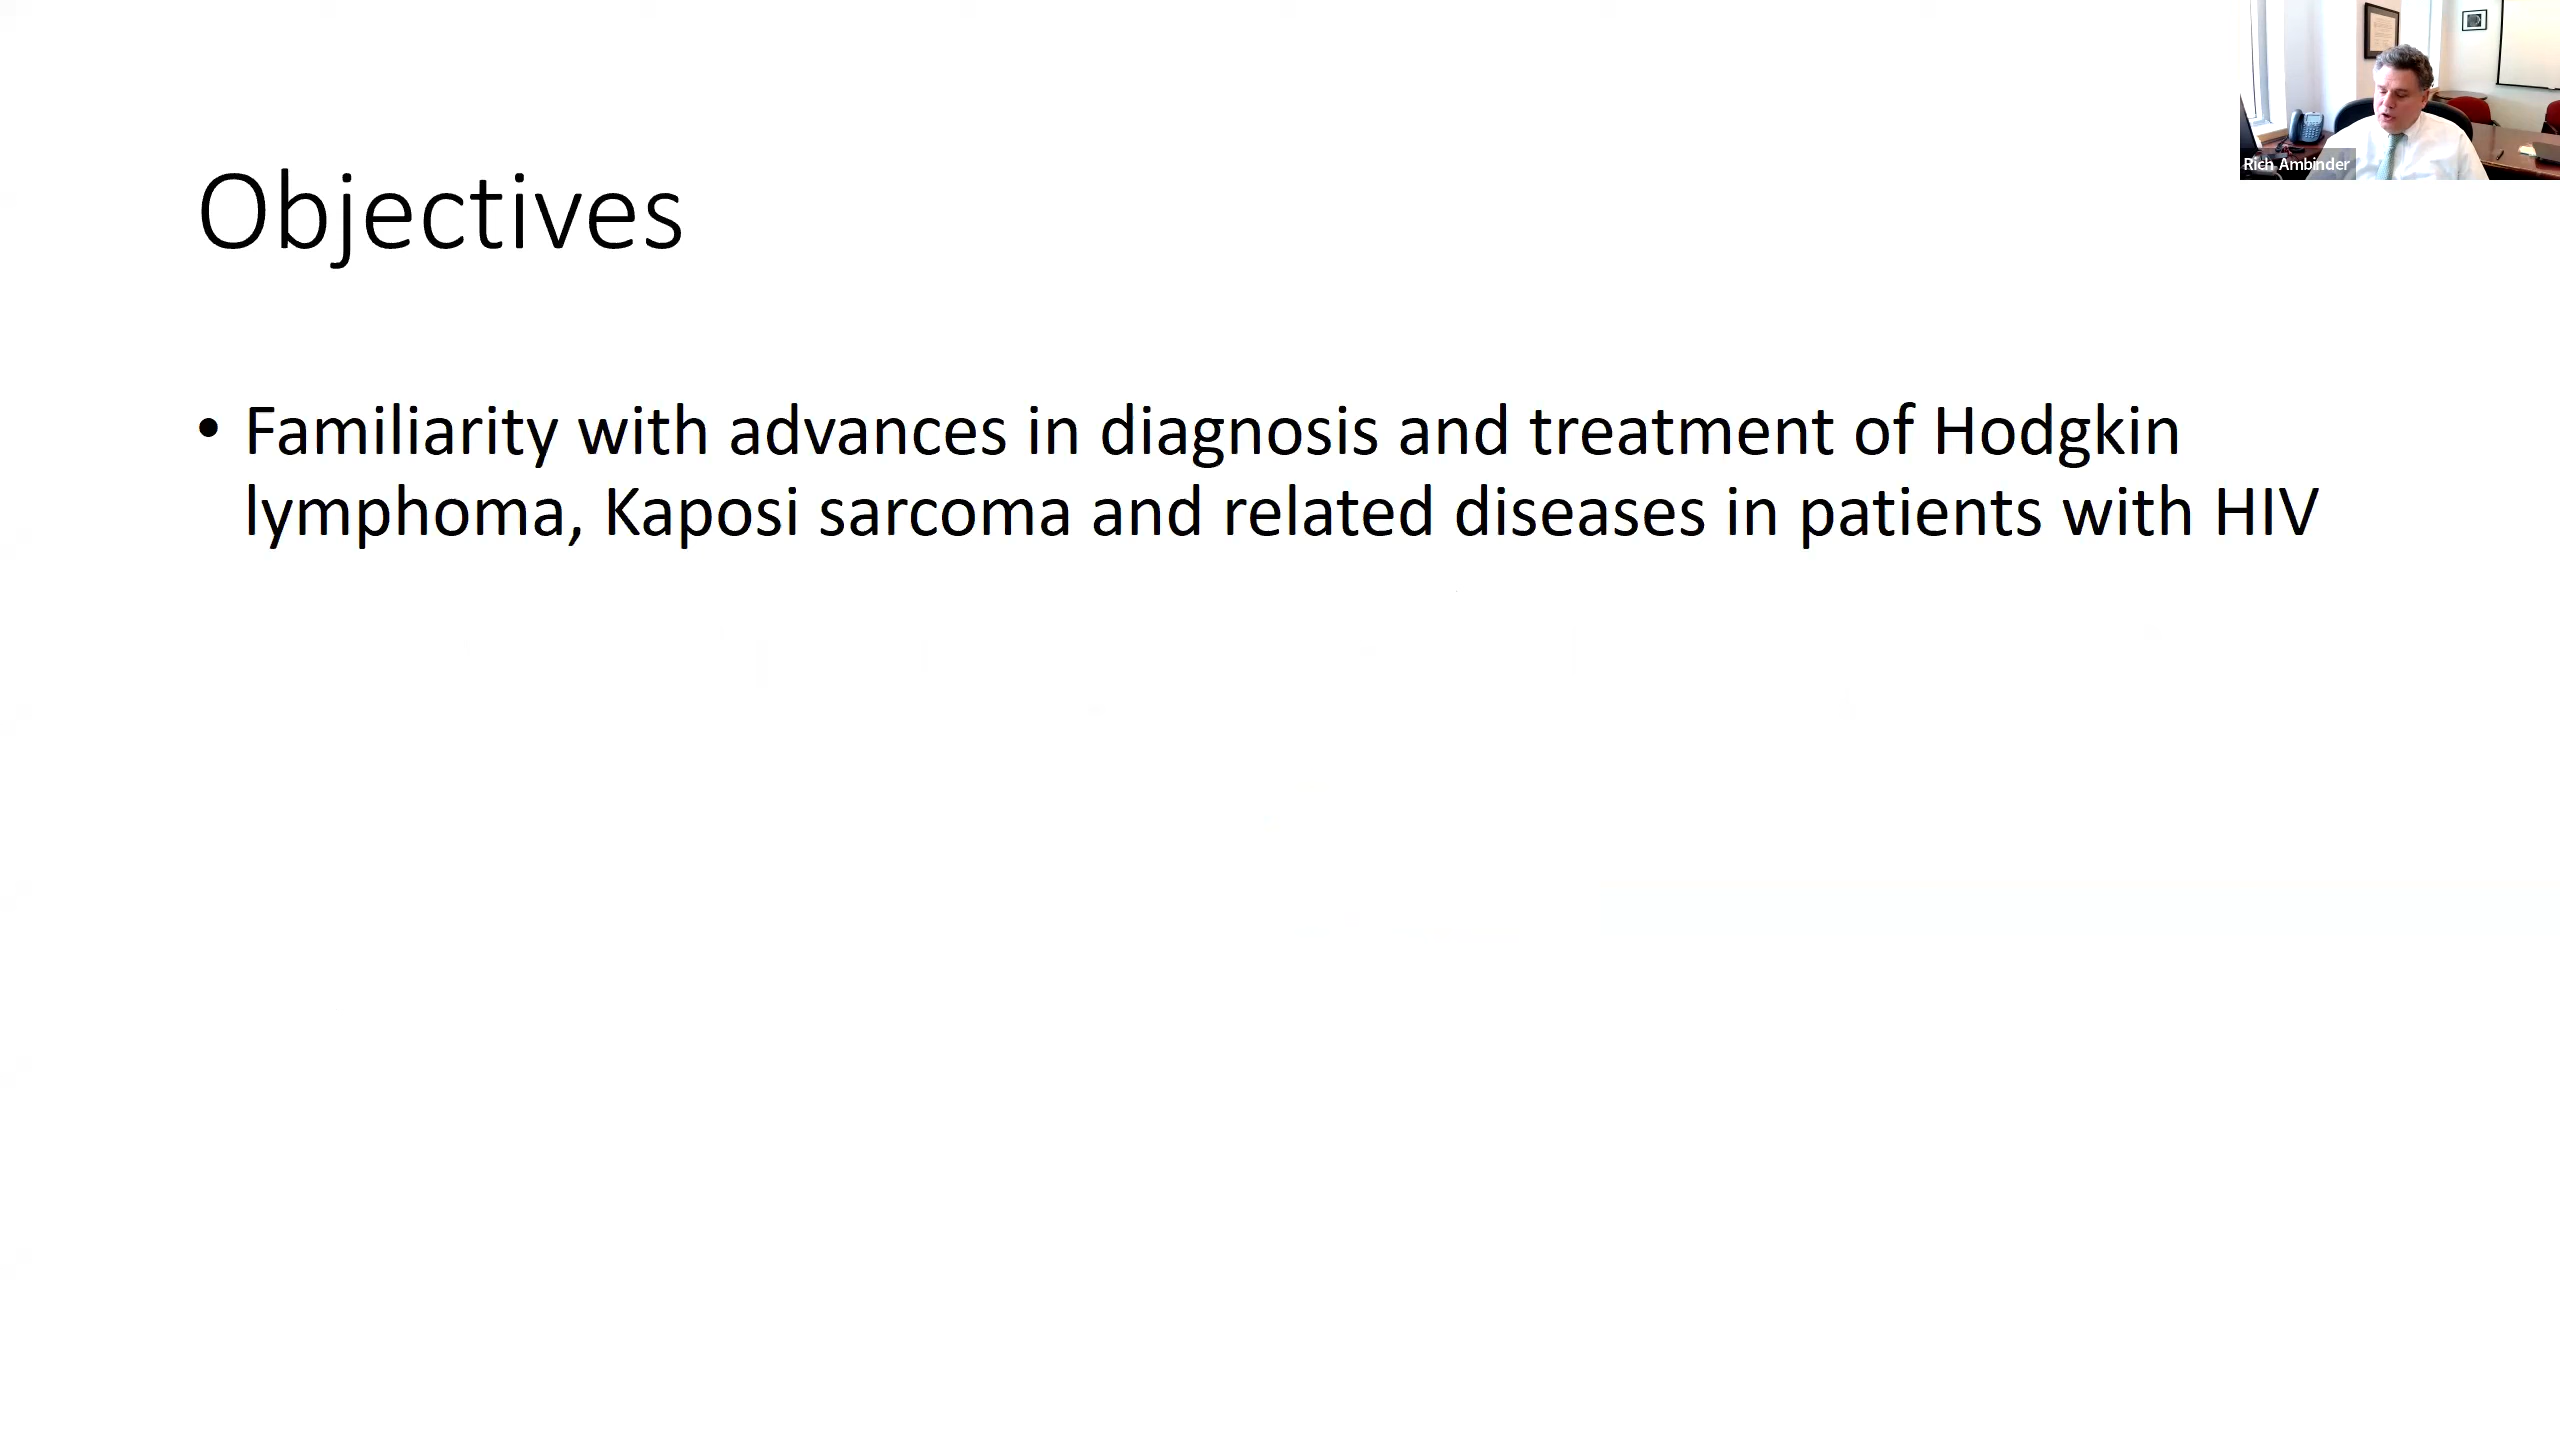 Objectives
• Familiarity with advances in diagnosis and treatment of Hodgkin
lymphoma, Kaposi sarcoma and related diseases in patients with HIV
Rich Ambinder